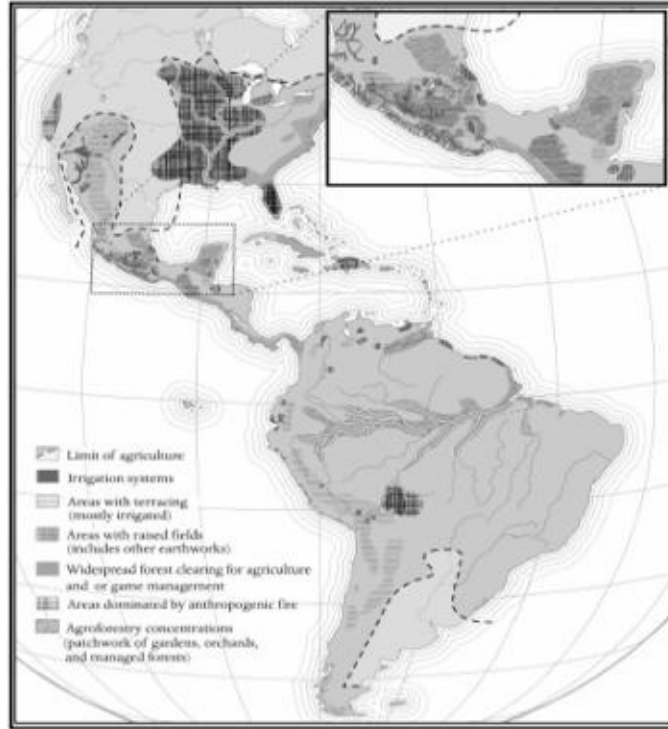 Limit of agriculture
Irrigation systems
Areas with terracing
(mostly irrigated)
Areas with raised fields
(includes other earthworks)
Widespread forest clearing for agriculture
and or game management
Areas dominated by anthropogenic fire
Agroforestry concentrations
(patchwork of gardens, orchards,
and managed forests)